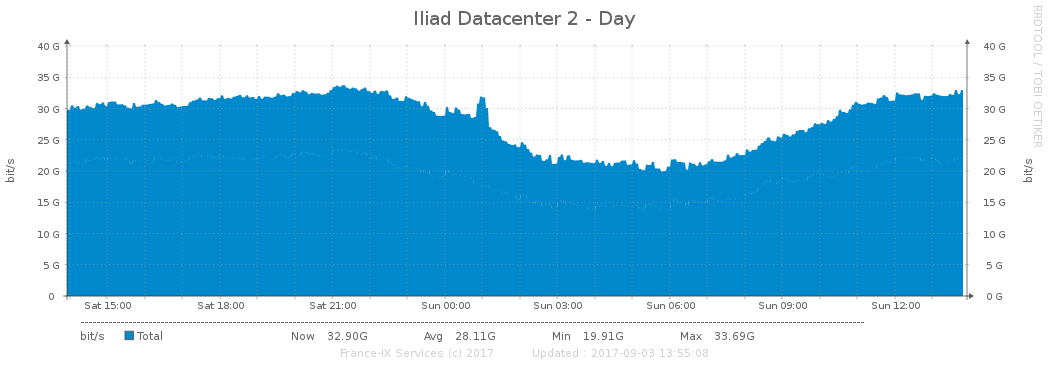 Iliad Datacenter 2 - Day
RRDTOOL / TOBI OETIKER
40 G 40 G
35 G 35 G
30 G 30 G
25 G 25 G
20 G 20 G
15 G 15 G
10 G 10 G
5 G 5 G
0 0 G
bit/s bit/s
Sat 15:00 Sat 18:00 Sat 21:00 Sun 00:00 Sun 03:00 Sun 06:00 Sun 09:00 Sun 12:00
bit/s Total Now 32.90G Avg 28.11G Min 19.91G Max 33.69G
France-IX Services (c) 2017 Updated : 2017-09-03 13:55:08